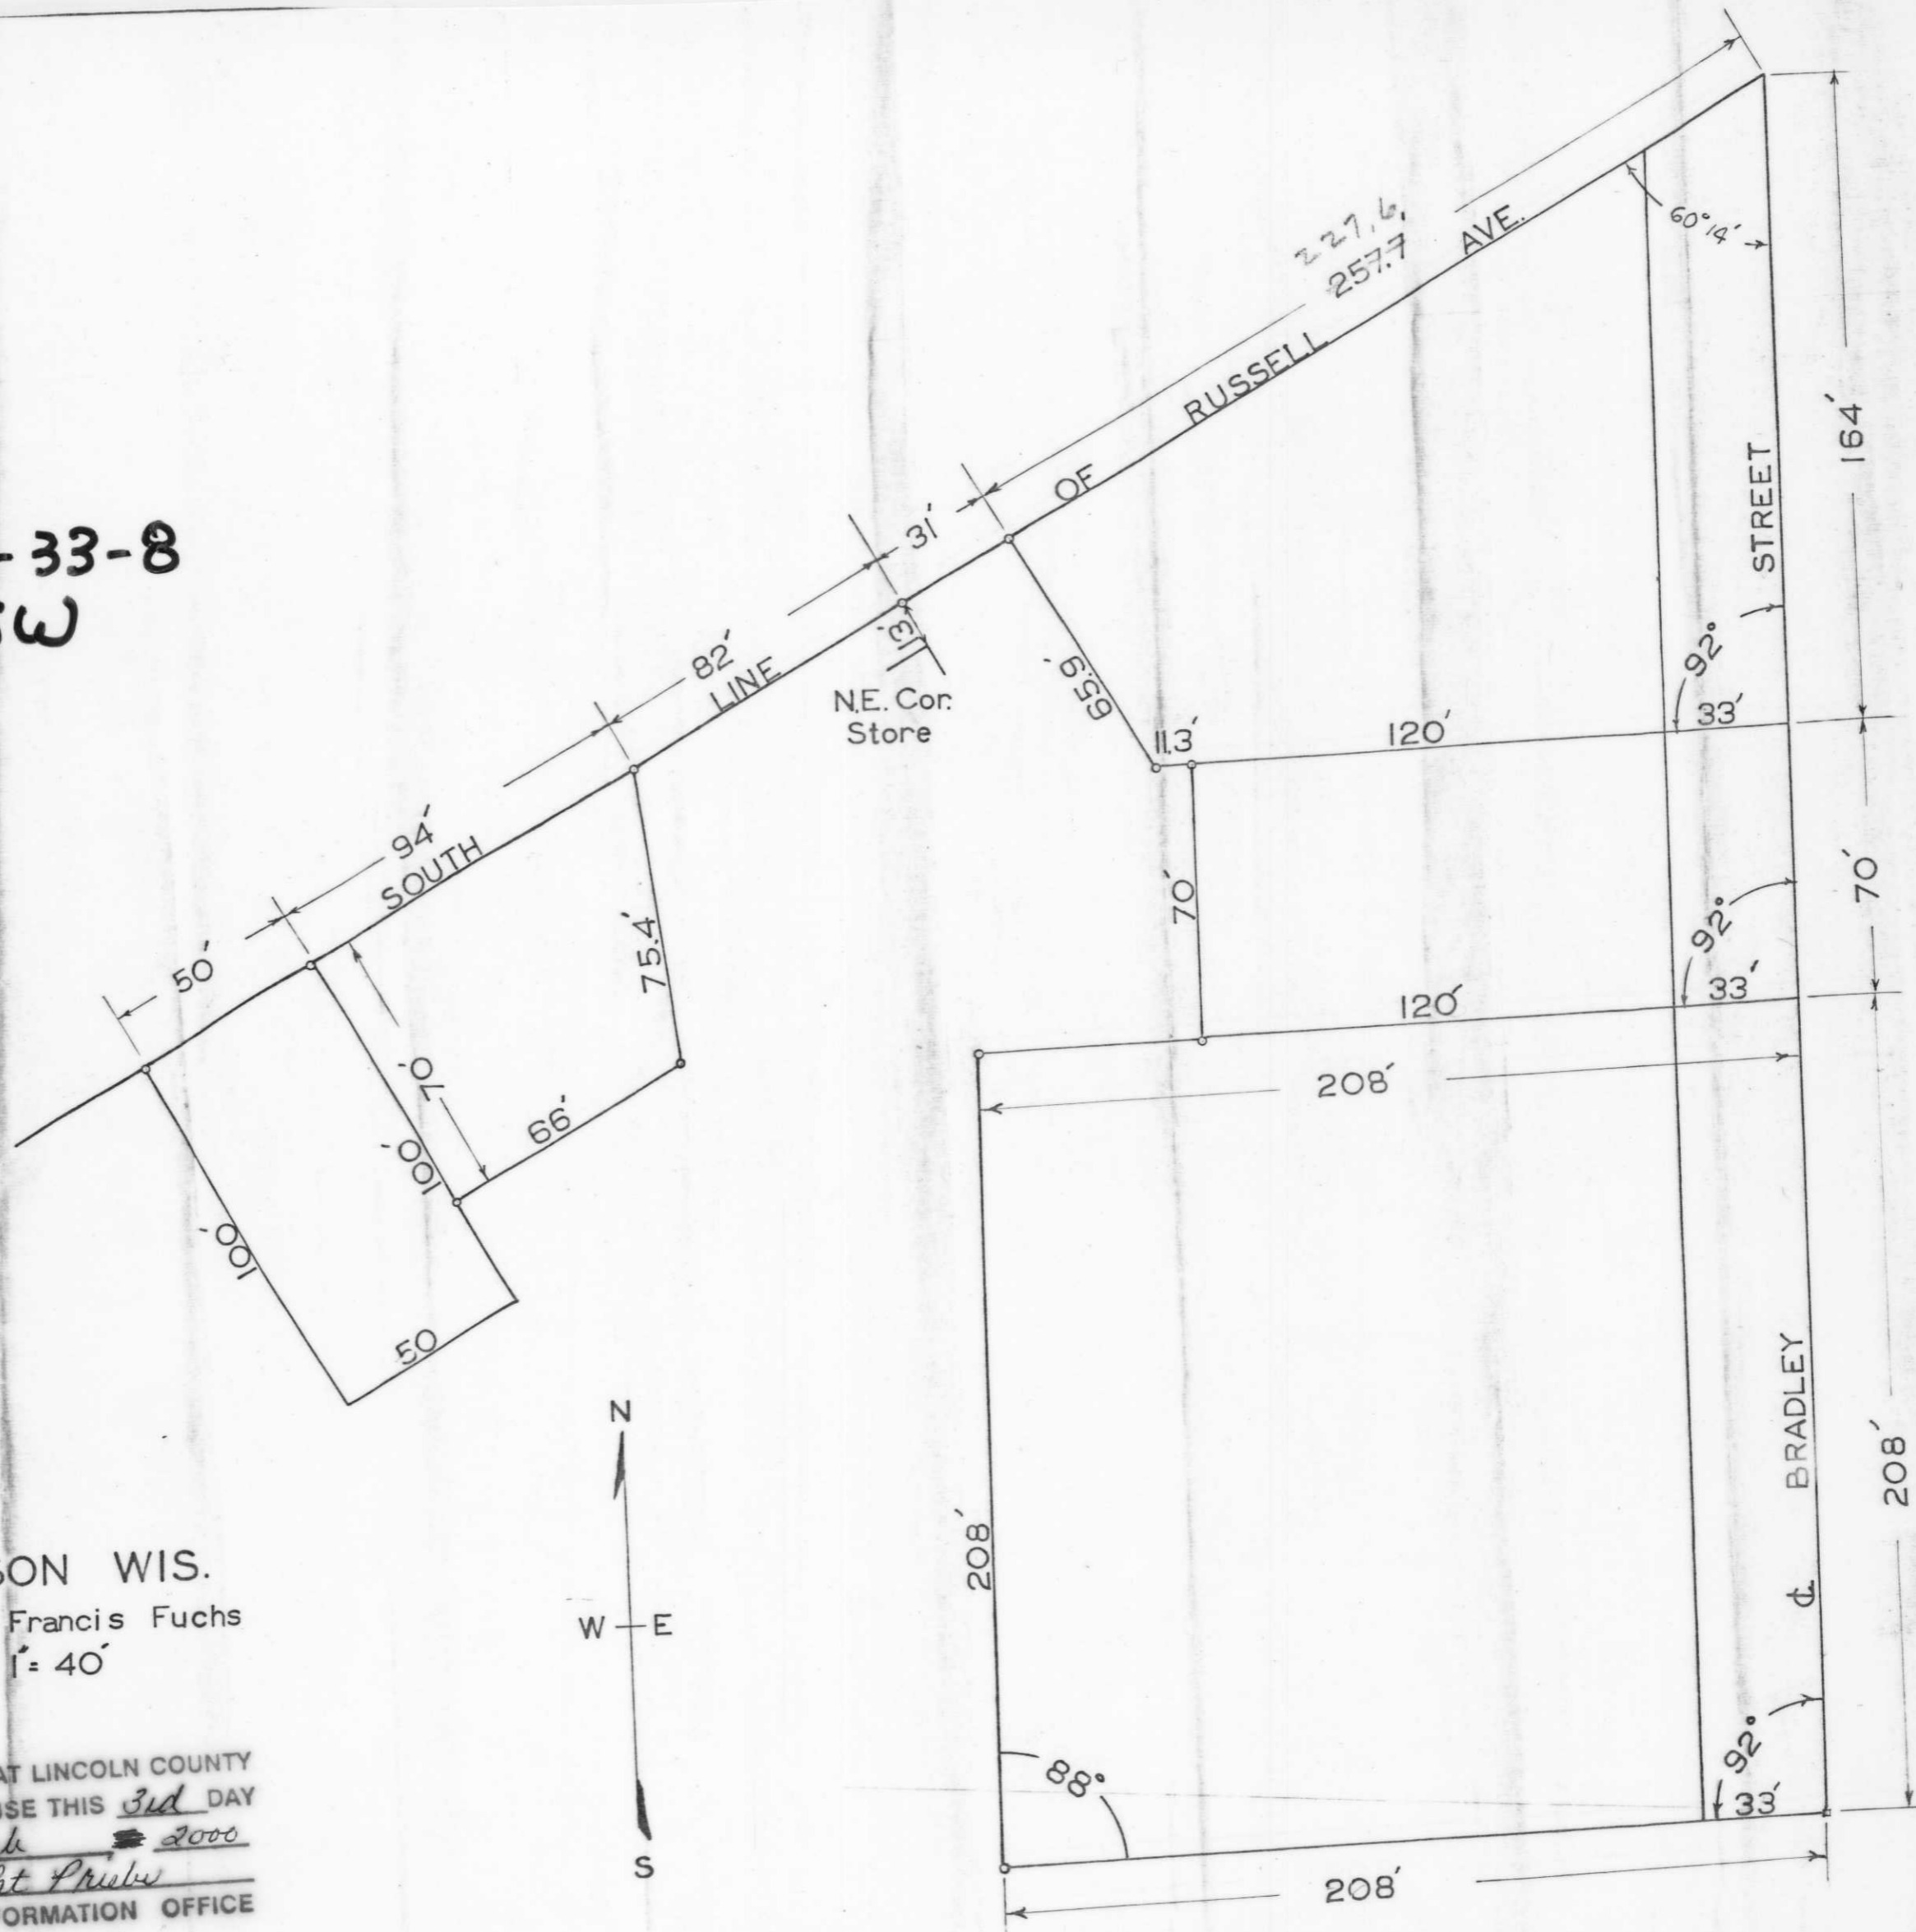 227.6
257.7
AVE.
60°14'
RUSSELL
OF
31'
164'
STREET
-33-8
82'
LINE
13'
N.E. Cor.
Store
65.9'
11.3'
120'
92°
33'
94'
SOUTH
75.4'
70'
70'
92°
50'
120'
33'
208'
70'
66'
100'
100'
50
N
W E
S
208'
BRADLEY
208'
88°
92°
33'
208'
WIS.
Francis Fuchs
1"= 40'
AT LINCOLN COUNTY
THIS 3rd DAY
2000
OFFICE